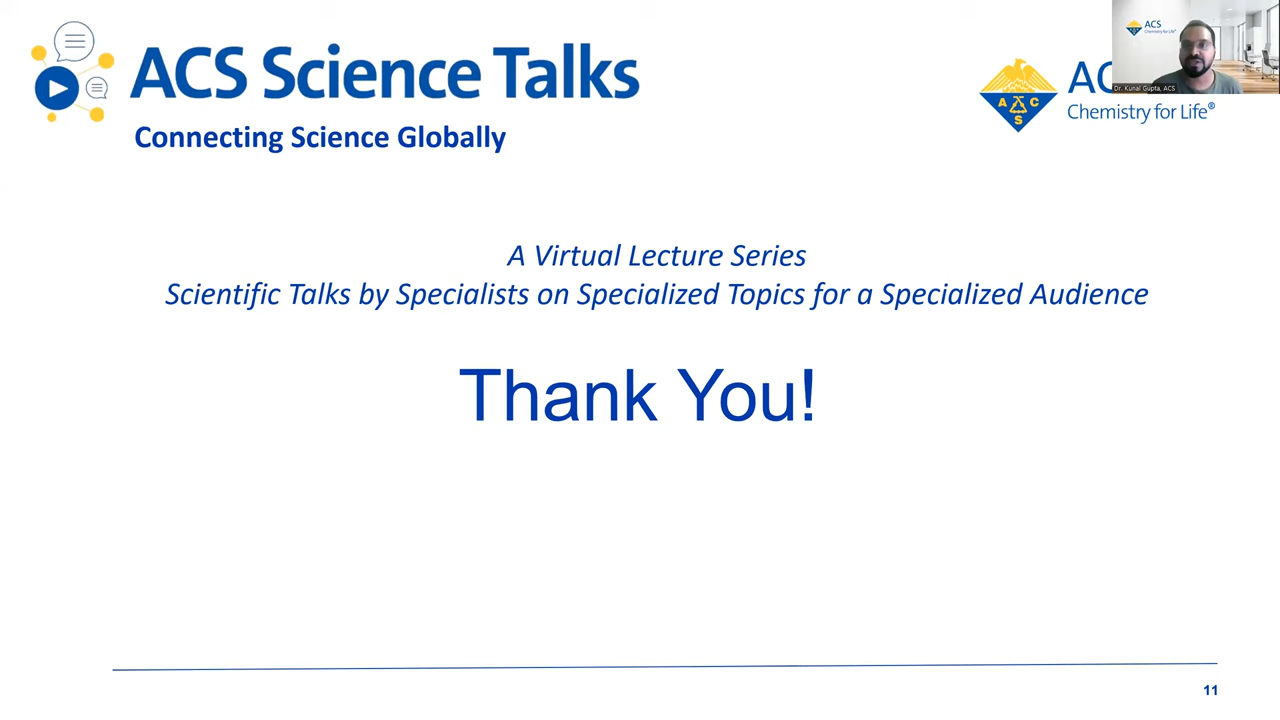 ACS Science Talks
Connecting Science Globally
ACS
Chemistry for Life®
ACS
Chemistry for Life®
Dr. Kunal Gupta, ACS
A Virtual Lecture Series
Scientific Talks by Specialists on Specialized Topics for a Specialized Audience
Thank You!
11